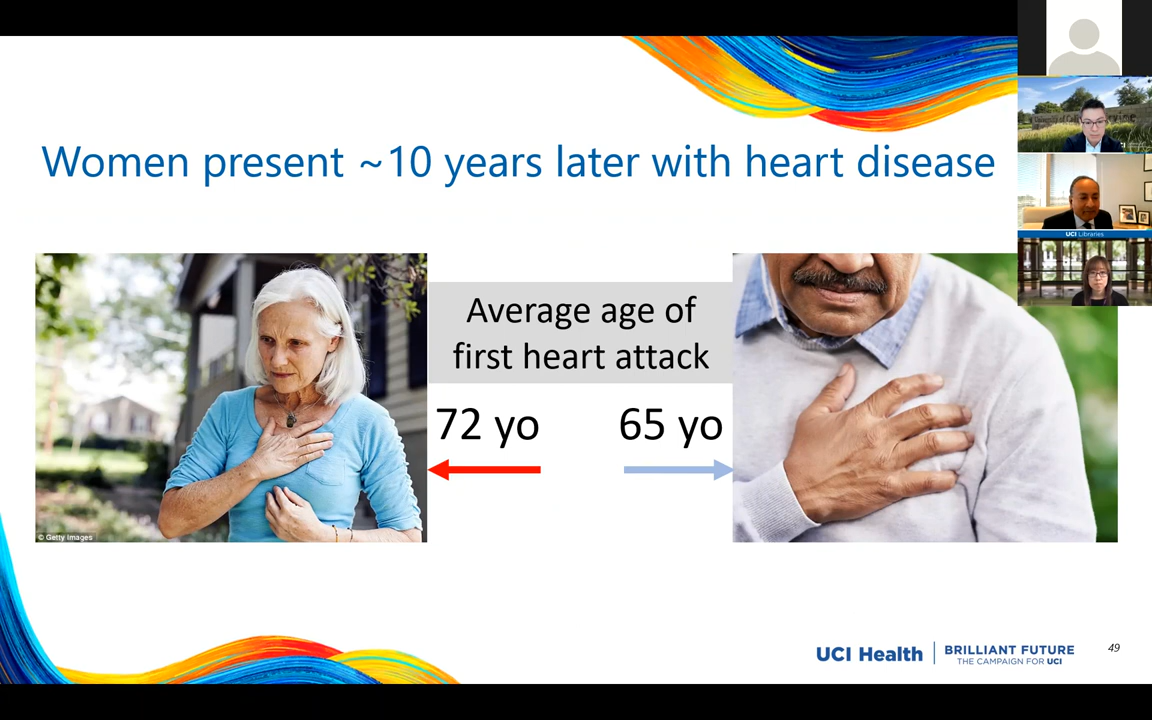 Women present ~10 years later with heart disease
Average age of
first heart attack
72 yo
65 yo
© Getty Images
UCI Libraries
UCI Health
BRILLIANT FUTURE
THE CAMPAIGN FOR UCI
49